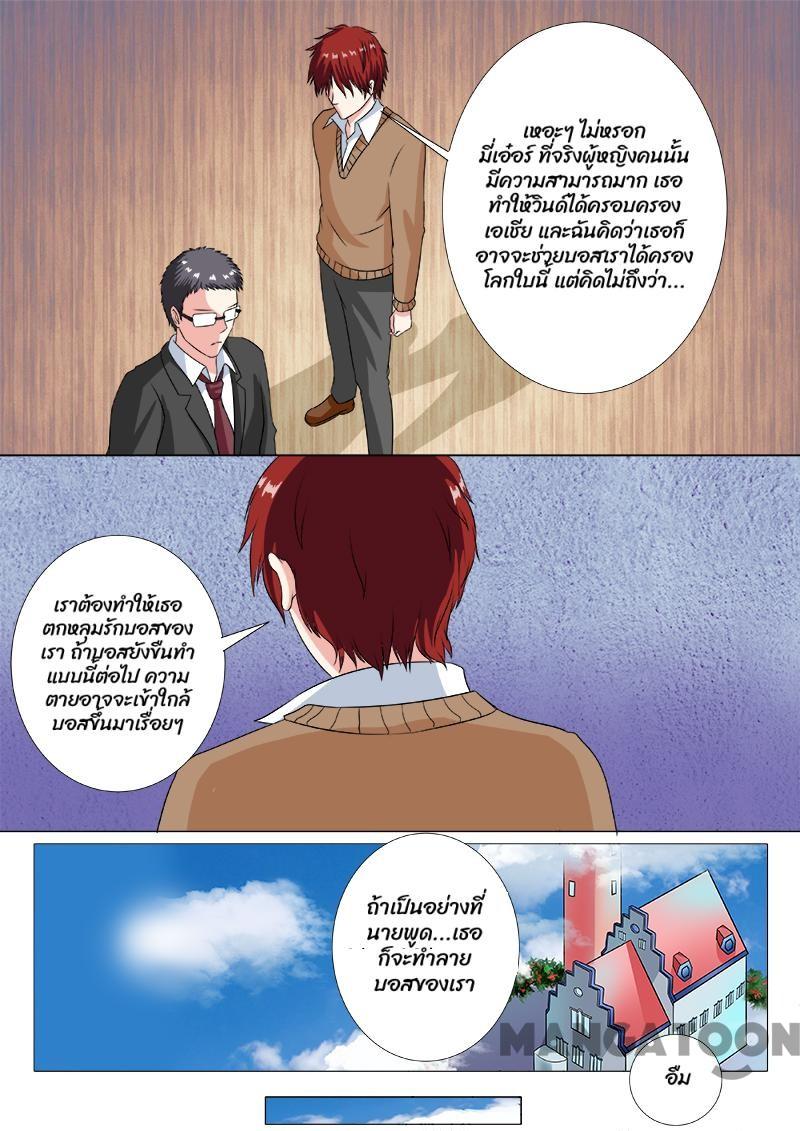 เหอะๆ ไม่หรอก
มี่เอ๋อร์ ที่จริงผู้หญิงคนนั้น
มีความสามารถมาก เธอ
ทำให้วินด์ได้ครอบครอง
เอเชีย และฉันคิดว่าเธอก็
อาจจะช่วยบอสเราได้ครอง
โลกใบนี้ แต่คิดไม่ถึงว่า...
เราต้องทำให้เธอ
ตกหลุมรักบอสของ
เรา ถ้าบอสยังขืนทำ
แบบนี้ต่อไป ความ
ตายอาจจะเข้าใกล้
บอสขึ้นมาเรื่อยๆ
ถ้าเป็นอย่างที่
นายพูด...เธอ
ก็จะทำลาย
บอสของเรา
MANGATOON
อืม